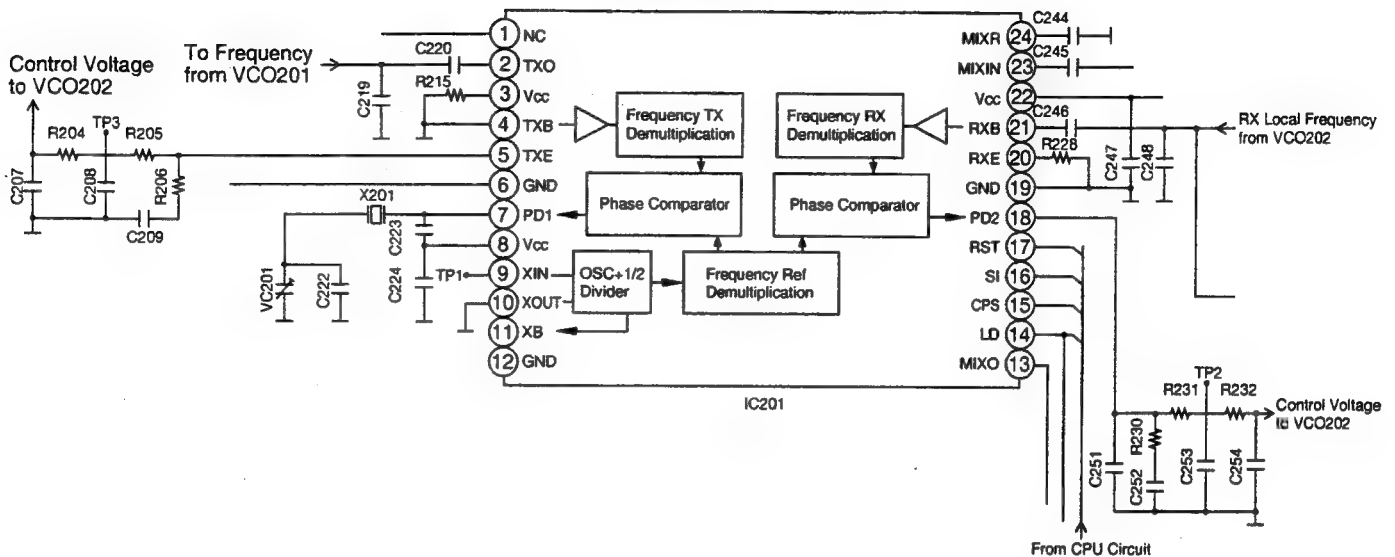 Control Voltage
to VCO202
To Frequency
from VCO201
C220
C219
R215
R204
TP3
R205
C207
C208
R206
C209
X201
C223
TP1
C224
VC201
C222
1 NC
2 TXO
3 Vcc
4 TXB
5 TXE
6 GND
7 PD1
8 Vcc
9 XIN
10 XOUT
11 XB
12 GND
Frequency TX
Demultiplication
Frequency RX
Demultiplication
Phase Comparator
Phase Comparator
OSC+1/2
Divider
Frequency Ref
Demultiplication
MIXR 24
MIXIN 23
Vcc 22
RXB 21
RXE 20
GND 19
PD2 18
RST 17
SI 16
CPS 15
LD 14
MIXO 13
IC201
C244
C245
C246
R228
C247
C248
RX Local Frequency
from VCO202
TP2
R231
R232
R230
C251
C252
C253
C254
Control Voltage
to VCO202
From CPU Circuit